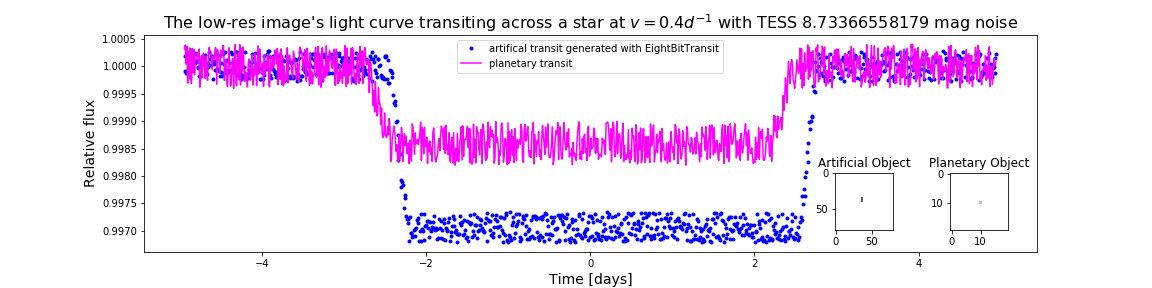 The low-res image's light curve transiting across a star at v = 0.4d⁻¹ with TESS 8.73366558179 mag noise
artifical transit generated with EightBitTransit
planetary transit
Relative flux
1.0005
1.0000
0.9995
0.9990
0.9985
0.9980
0.9975
0.9970
Artificial Object
0
50
0 50
Planetary Object
0
10
0 10
−4 −2 0 2 4
Time [days]